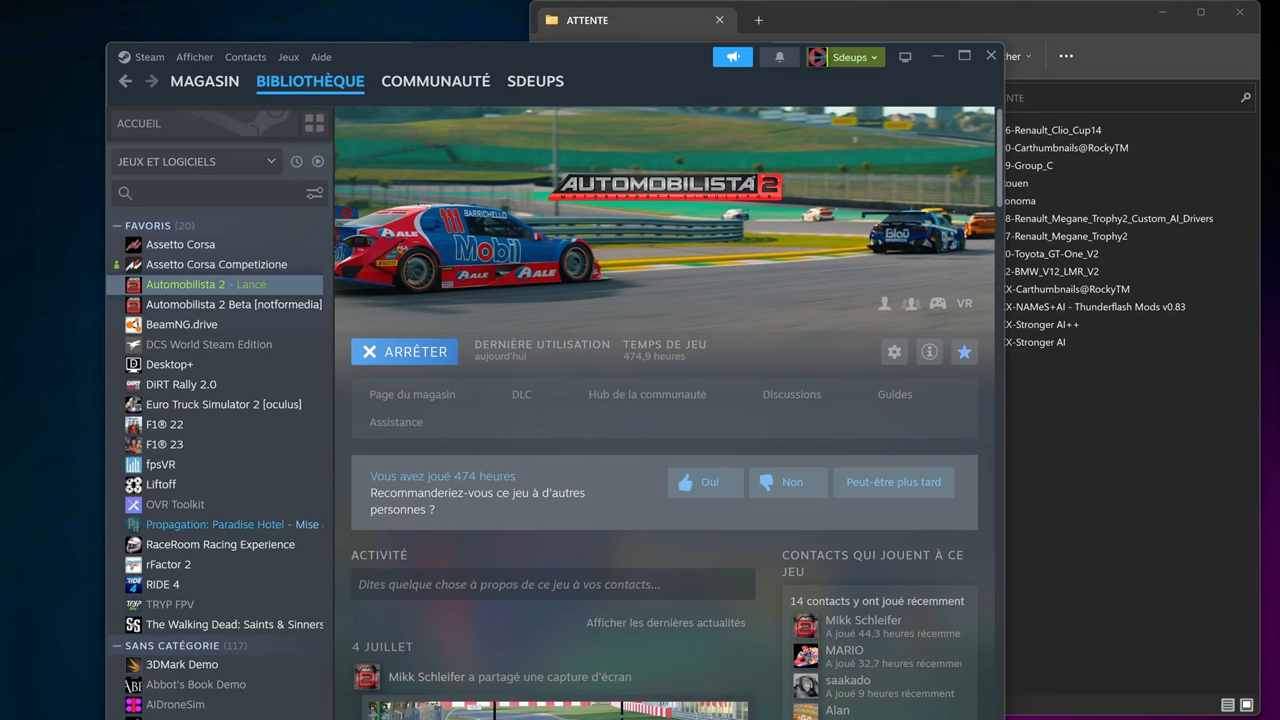 ATTENTE
Steam Afficher Contacts Jeux Aide
Sdeups
MAGASIN BIBLIOTHÈQUE COMMUNAUTÉ SDEUPS
ACCUEIL
JEUX ET LOGICIELS
FAVORIS (20)
Assetto Corsa
Assetto Corsa Competizione
Automobilista 2 - Lancé
Automobilista 2 Beta [notformedia]
BeamNG.drive
DCS World Steam Edition
Desktop+
DiRT Rally 2.0
Euro Truck Simulator 2 [oculus]
F1® 22
F1® 23
fpsVR
Liftoff
OVR Toolkit
Propagation: Paradise Hotel - Mise
RaceRoom Racing Experience
rFactor 2
RIDE 4
TRYP FPV
The Walking Dead: Saints & Sinners
SANS CATÉGORIE (117)
3DMark Demo
Abbot's Book Demo
AIDroneSim
AUTOMOBILISTA 2
BARRICHELLO
111
Mobil
AALE
AALE
Blaú
VR
ARRÊTER
DERNIÈRE UTILISATION
aujourd'hui
TEMPS DE JEU
474,9 heures
Page du magasin DLC Hub de la communauté Discussions Guides
Assistance
Vous avez joué 474 heures
Recommanderiez-vous ce jeu à d'autres
personnes ?
Oui Non Peut-être plus tard
ACTIVITÉ
Dites quelque chose à propos de ce jeu à vos contacts...
Afficher les dernières actualités
4 JUILLET
Mikk Schleifer a partagé une capture d'écran
CONTACTS QUI JOUENT À CE
JEU
14 contacts y ont joué récemment
Mikk Schleifer
A joué 44,3 heures récemme
MARIO
A joué 32,7 heures récemmen
saakado
A joué 9 heures récemment
Alan
her
NTE
6-Renault_Clio_Cup14
0-Carthumbnails@RockyTM
9-Group_C
ouen
onoma
8-Renault_Megane_Trophy2_Custom_AI_Drivers
7-Renault_Megane_Trophy2
0-Toyota_GT-One_V2
2-BMW_V12_LMR_V2
X-Carthumbnails@RockyTM
X-NAMeS+AI - Thunderflash Mods v0.83
X-Stronger AI++
X-Stronger AI